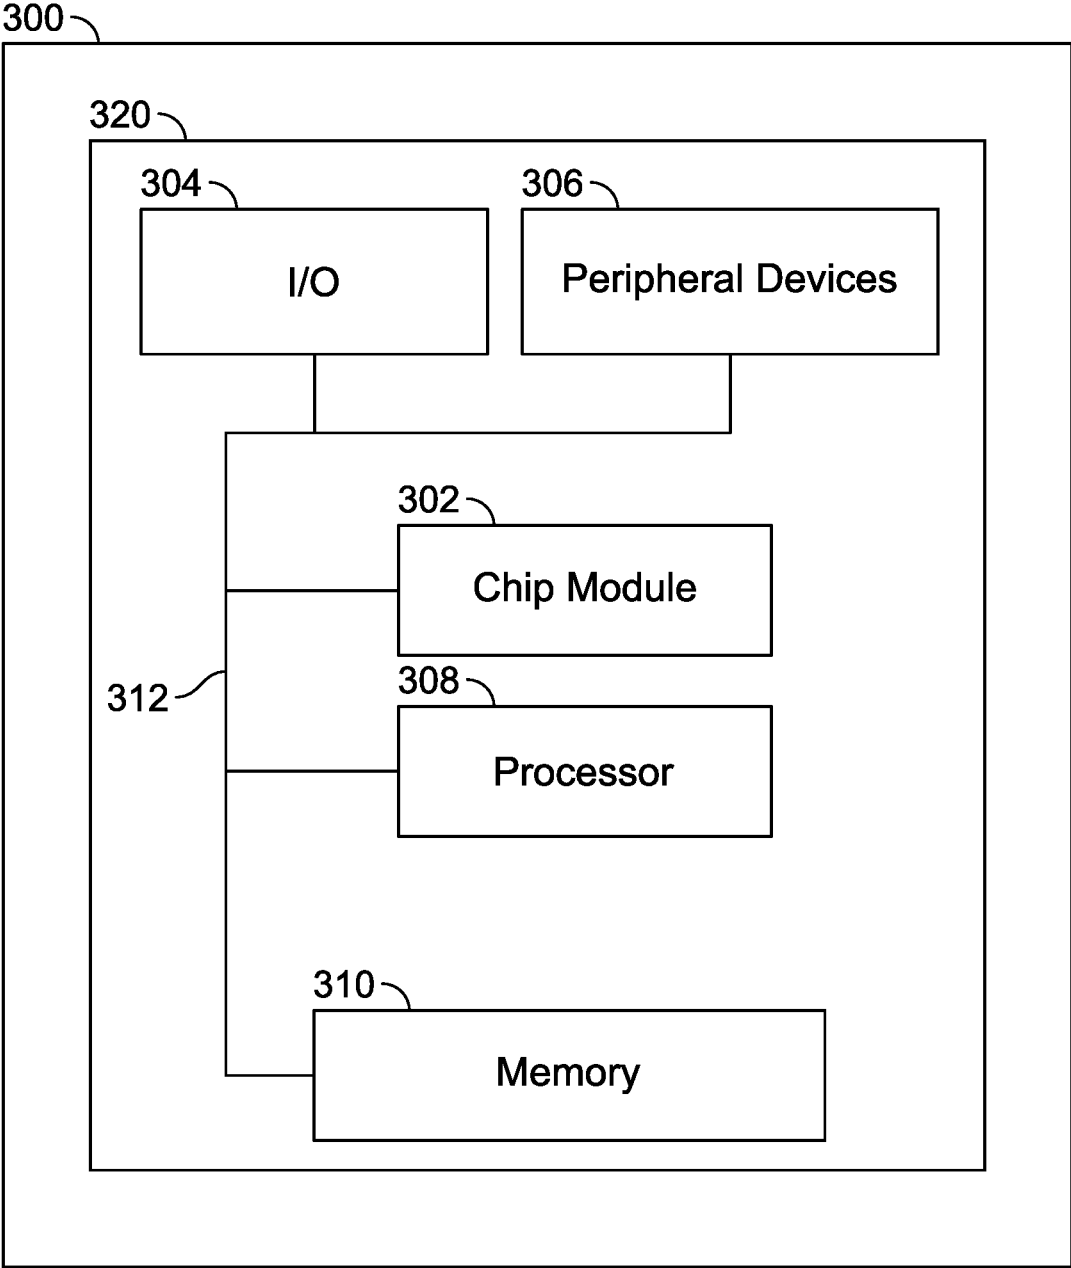 300
320
304
306
I/O
Peripheral Devices
302
Chip Module
312
308
Processor
310
Memory